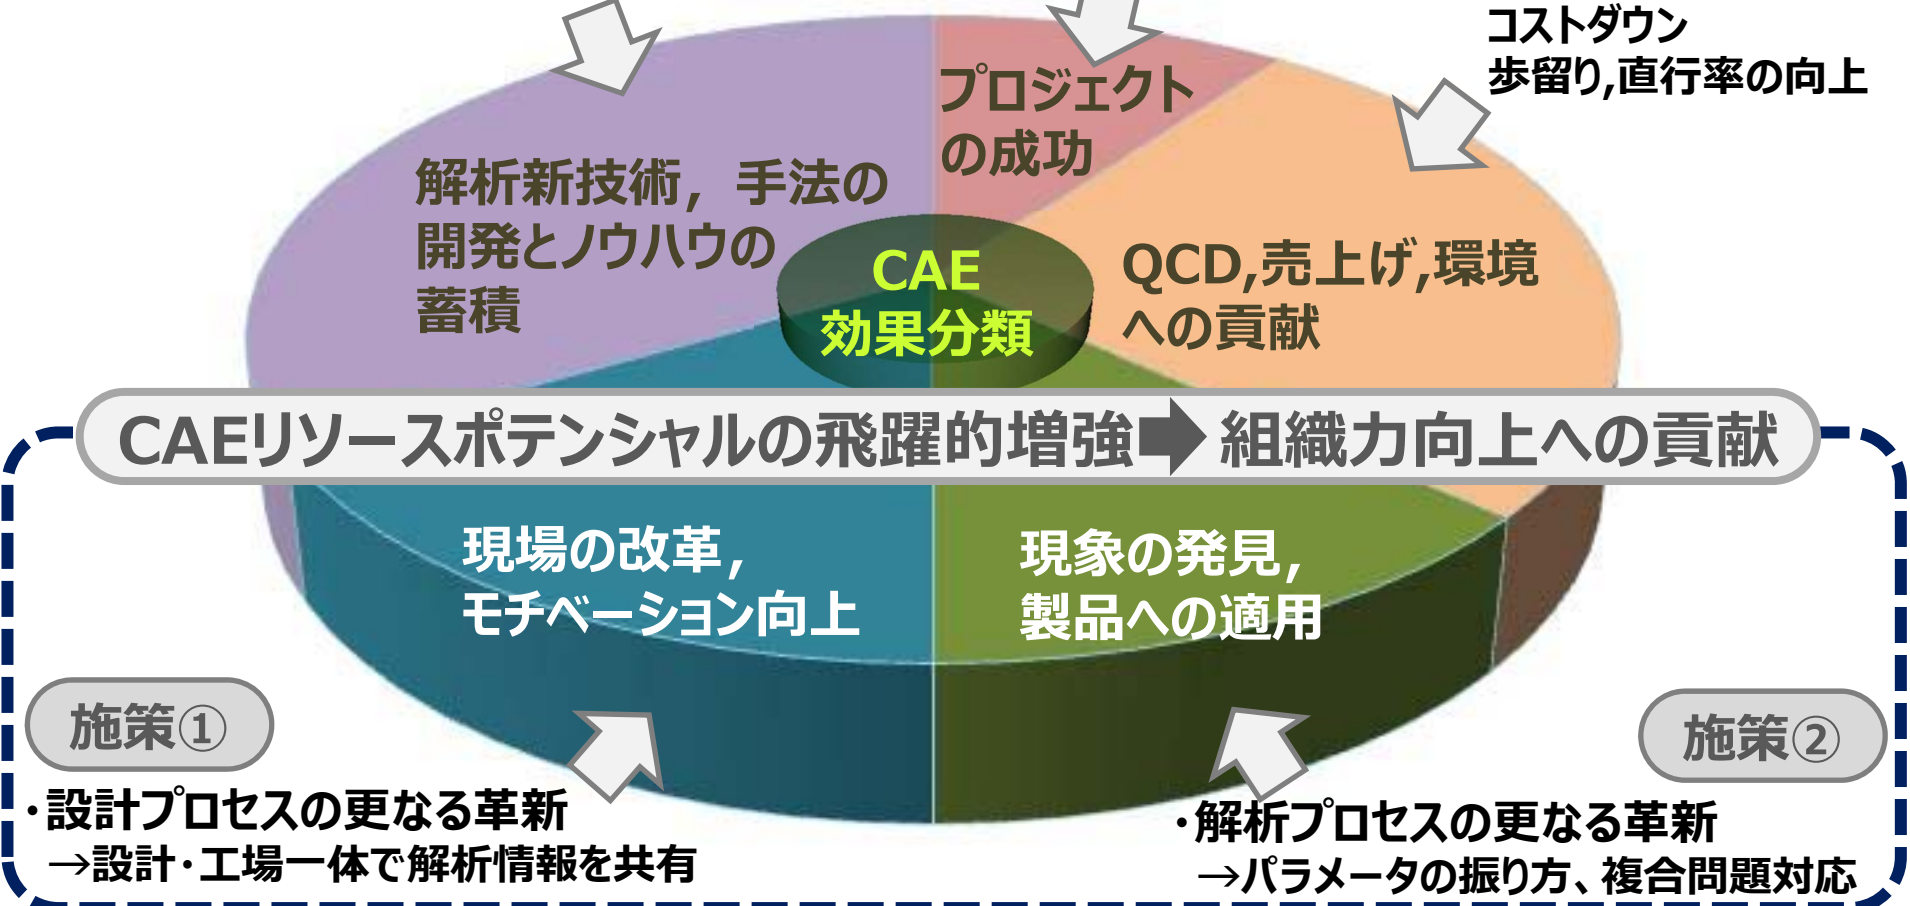 コストダウン
歩留り,直行率の向上
プロジェクト
の成功
解析新技術，手法の
開発とノウハウの
蓄積
CAE
効果分類
QCD,売上げ,環境
への貢献
CAEリソースポテンシャルの飛躍的増強➡組織力向上への貢献
現場の改革，
モチベーション向上
現象の発見，
製品への適用
施策①
・設計プロセスの更なる革新
→設計・工場一体で解析情報を共有
施策②
・解析プロセスの更なる革新
→パラメータの振り方、複合問題対応